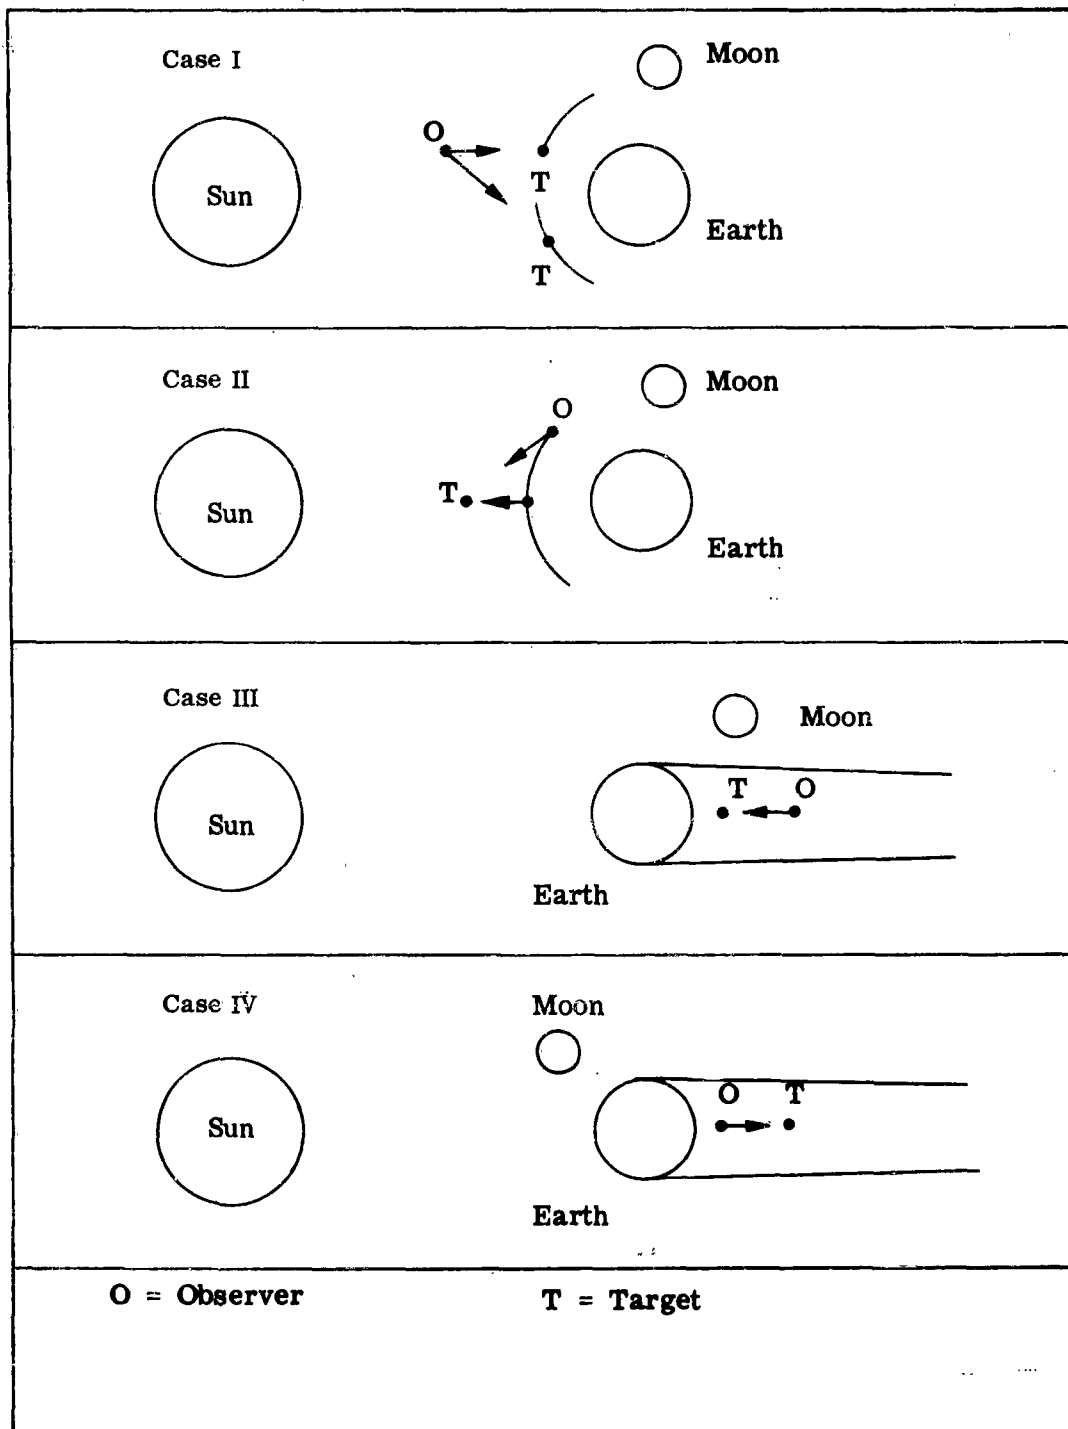 Case I
Moon
O
Sun
T
Earth
T
Case II
Moon
O
T
Sun
Earth
Case III
Moon
T O
Sun
Earth
Case IV
Moon
O T
Sun
Earth
O = Observer T = Target